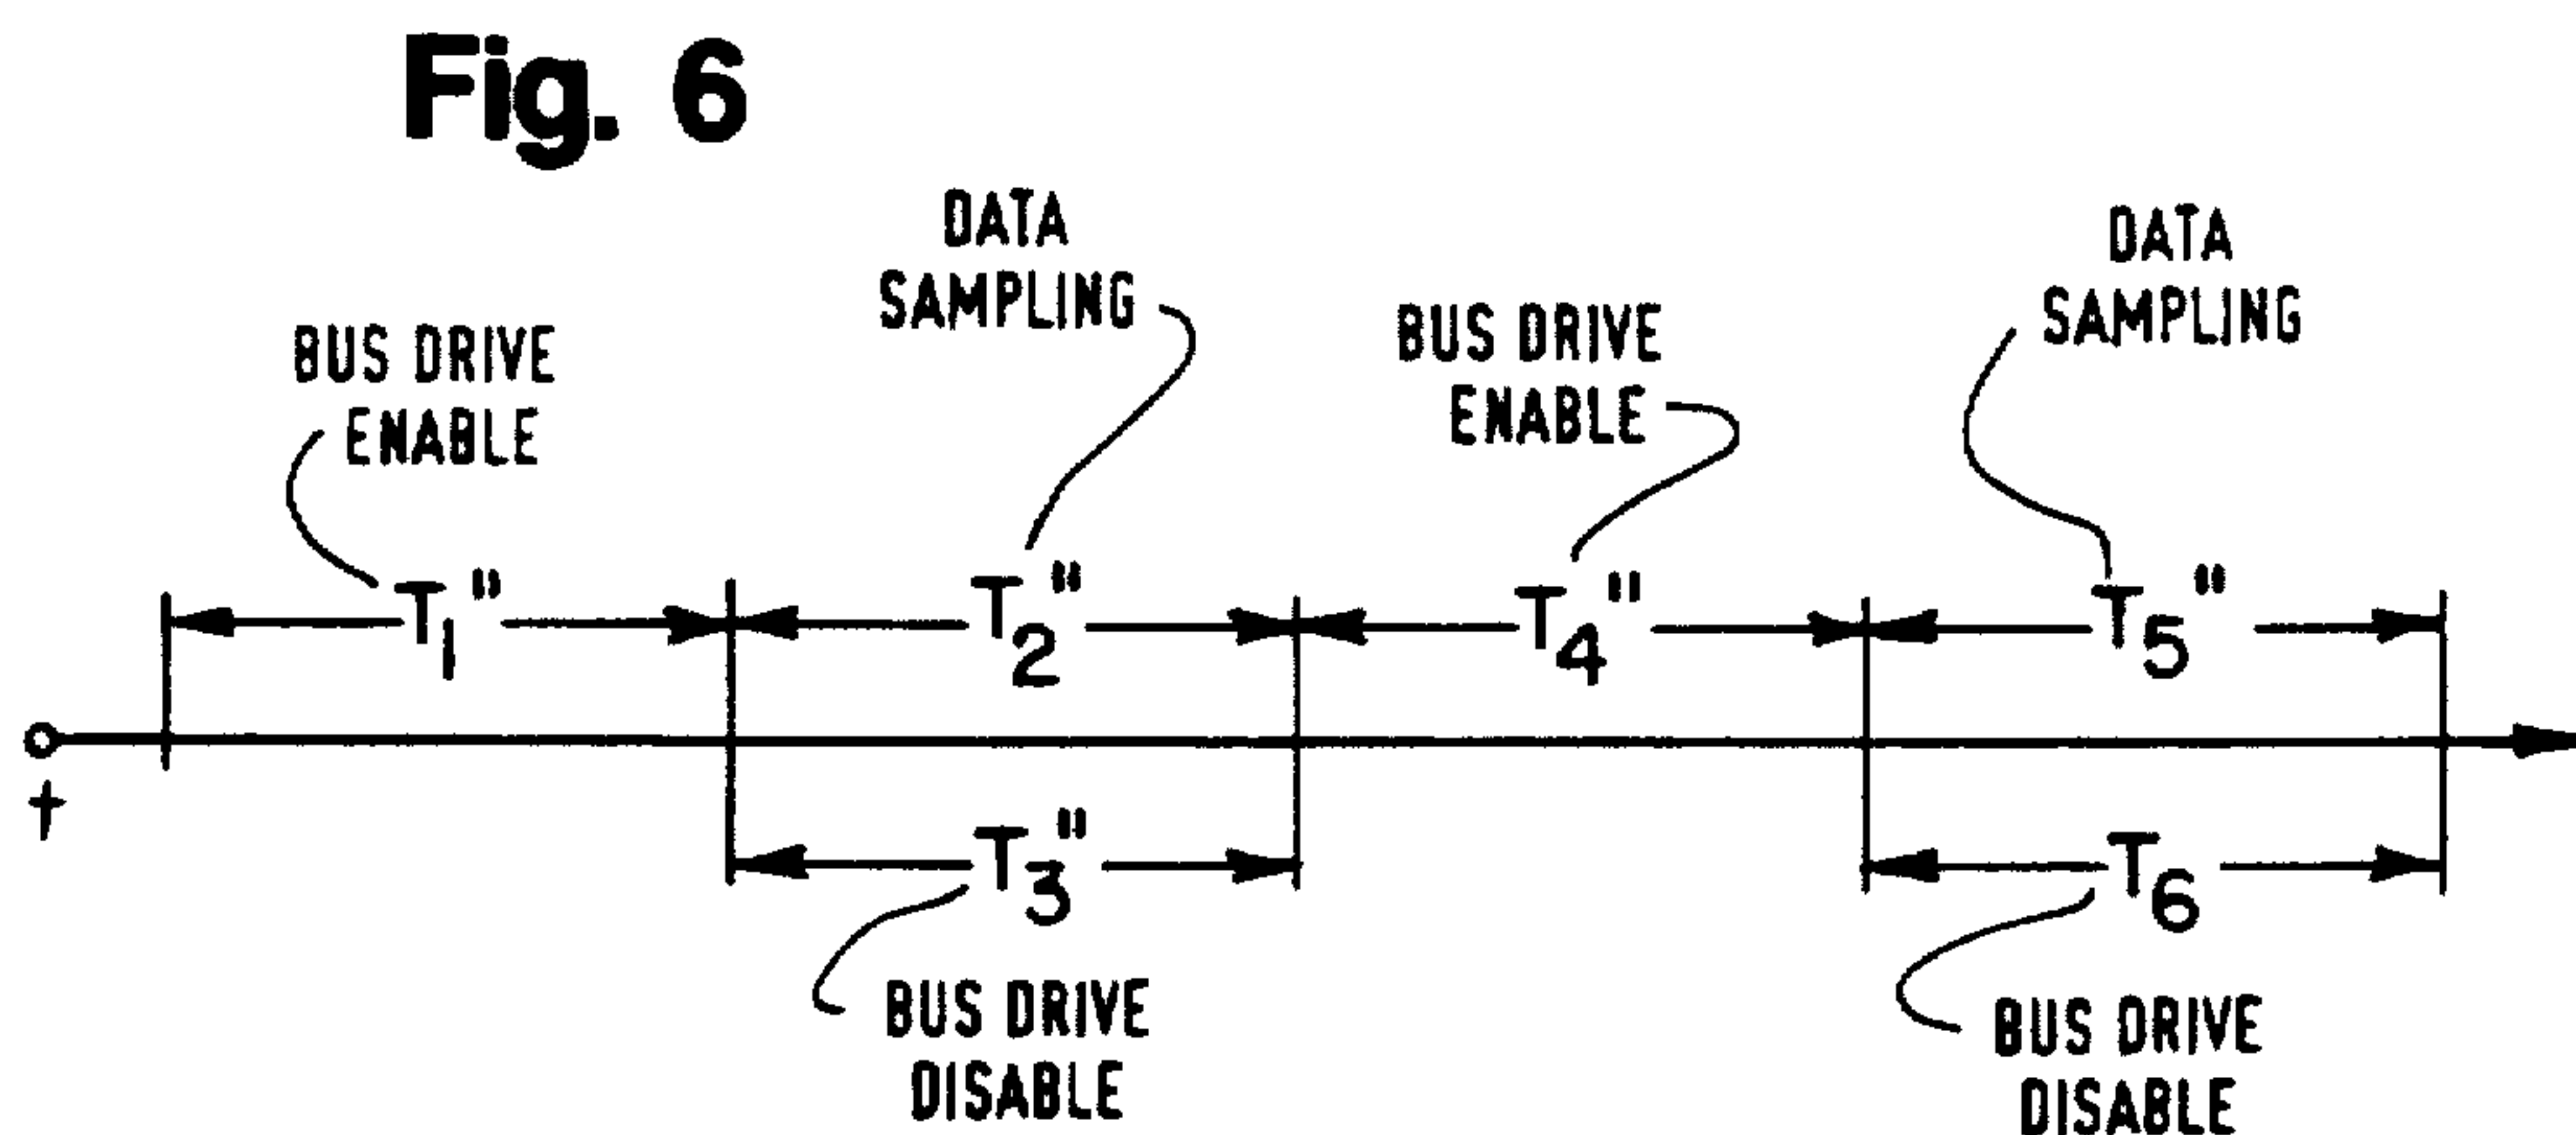 Fig. 6
DATA
SAMPLING
DATA
SAMPLING
BUS DRIVE
ENABLE
BUS DRIVE
ENABLE
T1"
T2"
T4"
T5"
t
T3"
T6
BUS DRIVE
DISABLE
BUS DRIVE
DISABLE